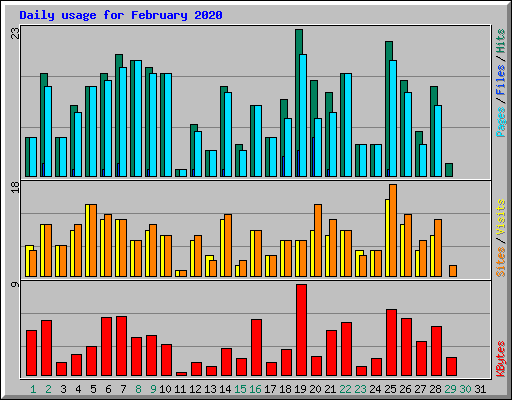 Daily usage for February 2020
23
Pages / Files / Hits
18
Sites / Visits
9
KBytes
1 2 3 4 5 6 7 8 9 10 11 12 13 14 15 16 17 18 19 20 21 22 23 24 25 26 27 28 29 30 31